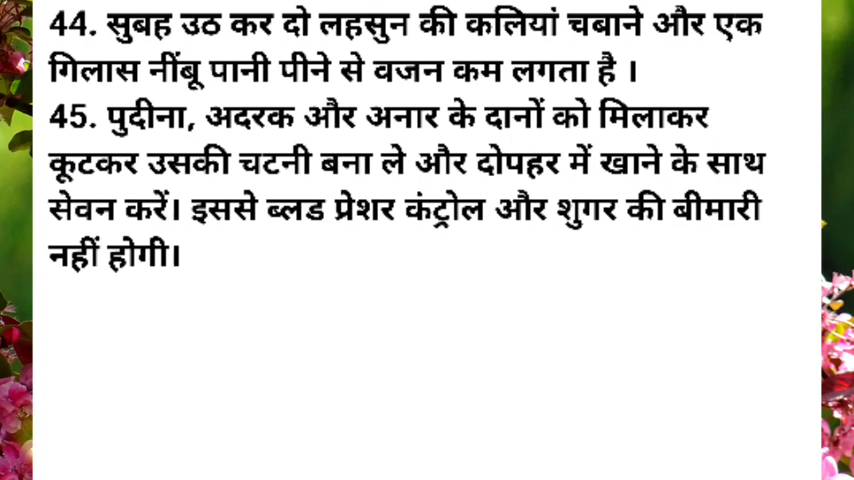 44. सुबह उठ कर दो लहसुन की कलियां चबाने और एक
गिलास नींबू पानी पीने से वजन कम लगता है ।
45. पुदीना, अदरक और अनार के दानों को मिलाकर
कूटकर उसकी चटनी बना ले और दोपहर में खाने के साथ
सेवन करें। इससे ब्लड प्रेशर कंट्रोल और शुगर की बीमारी
नहीं होगी।